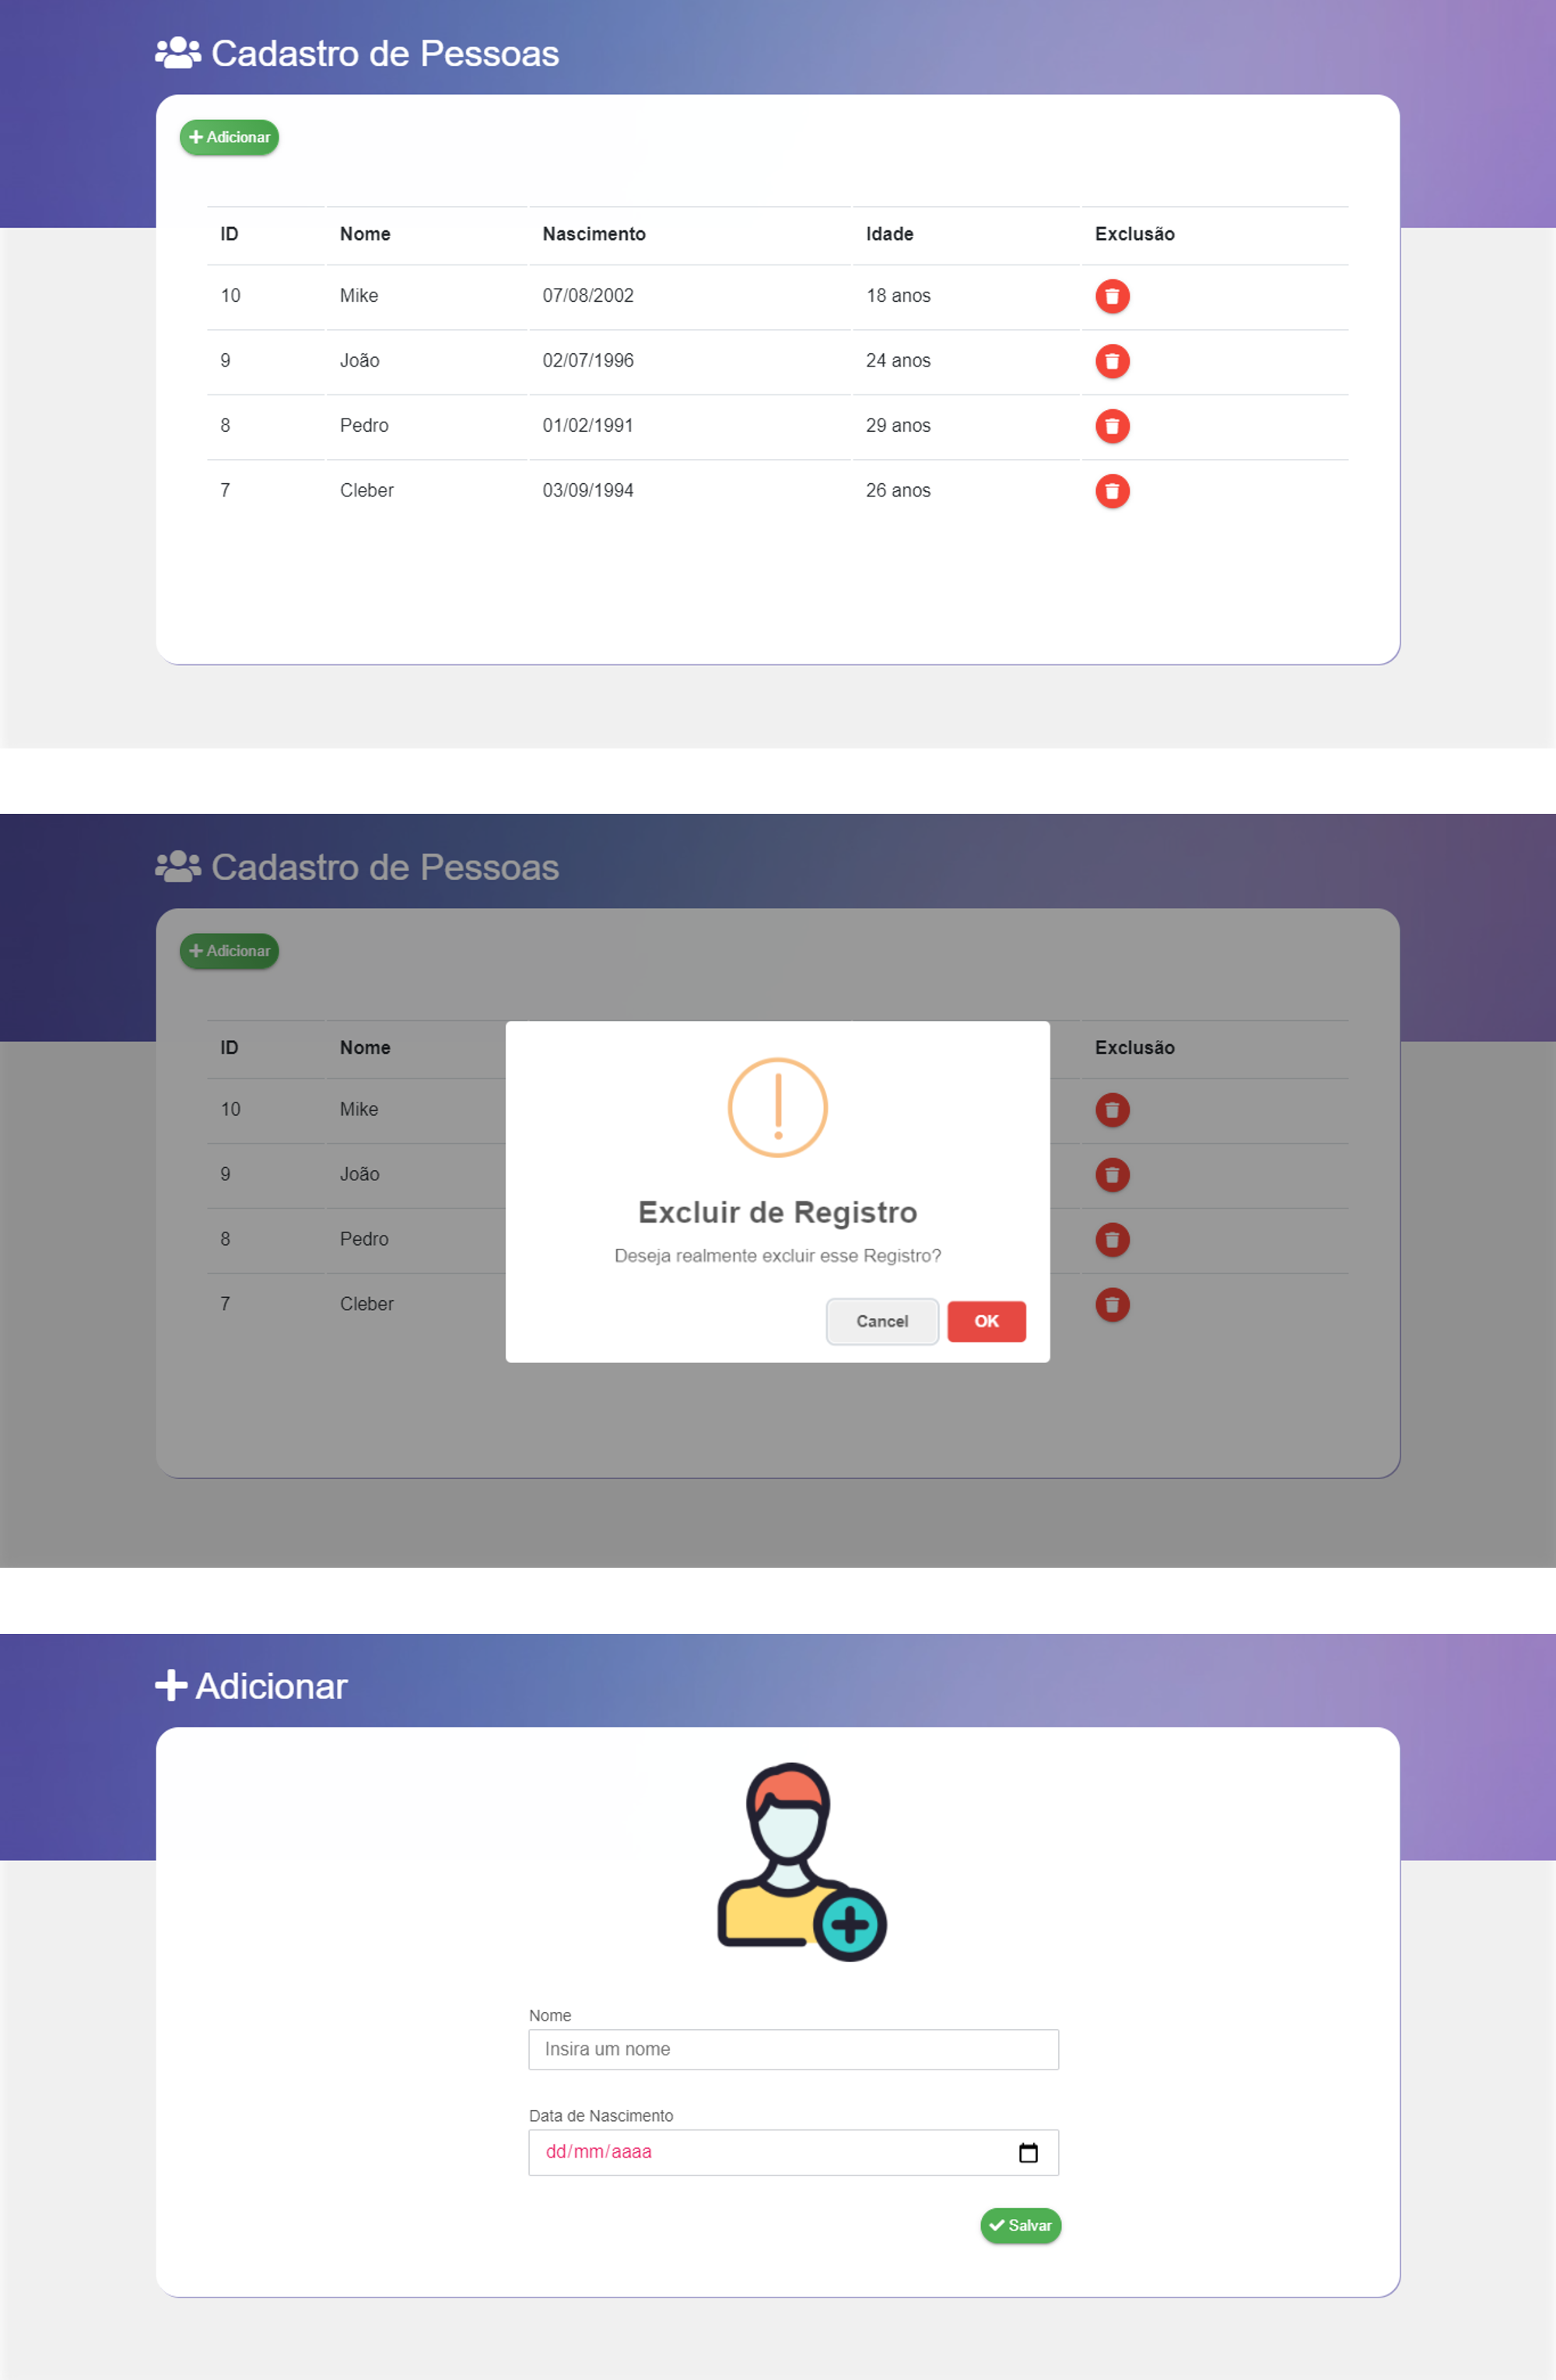 Cadastro de Pessoas
Adicionar
ID Nome Nascimento Idade Exclusão
10 Mike 07/08/2002 18 anos
9 João 02/07/1996 24 anos
8 Pedro 01/02/1991 29 anos
7 Cleber 03/09/1994 26 anos
Cadastro de Pessoas
Adicionar
ID Nome Exclusão
10 Mike
9 João
8 Pedro
7 Cleber
Excluir de Registro
Deseja realmente excluir esse Registro?
Cancel OK
Adicionar
Nome
Insira um nome
Data de Nascimento
dd/mm/aaaa
Salvar